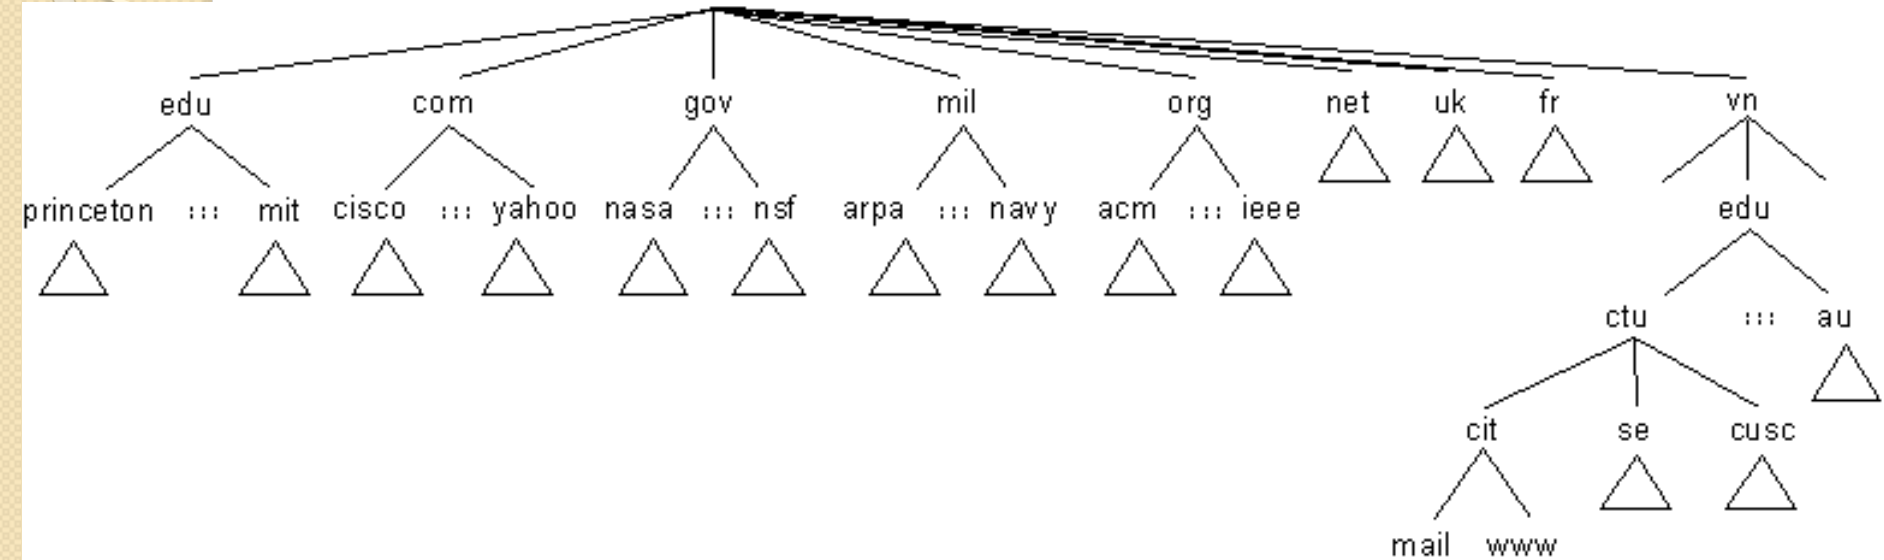 edu com gov mil org net uk fr vn
princeton ::: mit cisco ::: yahoo nasa ::: nsf arpa ::: navy acm ::: ieee edu
ctu ::: au
cit se cusc
mail www